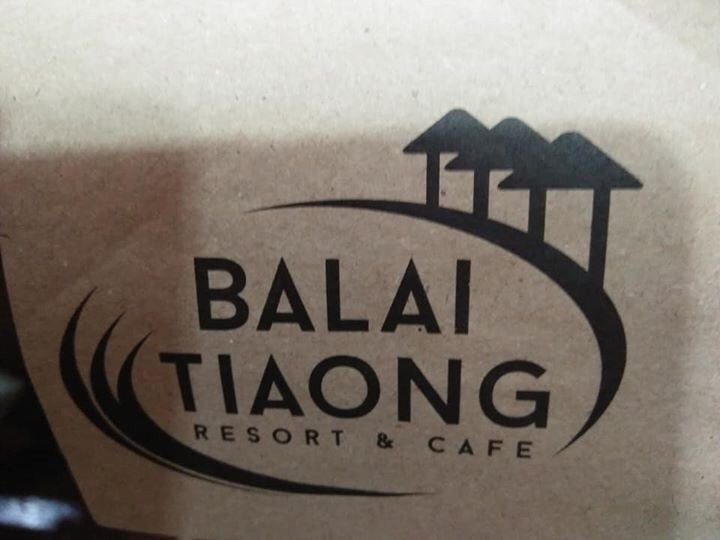 BALAI
TIAONG
RESORT & CAFE